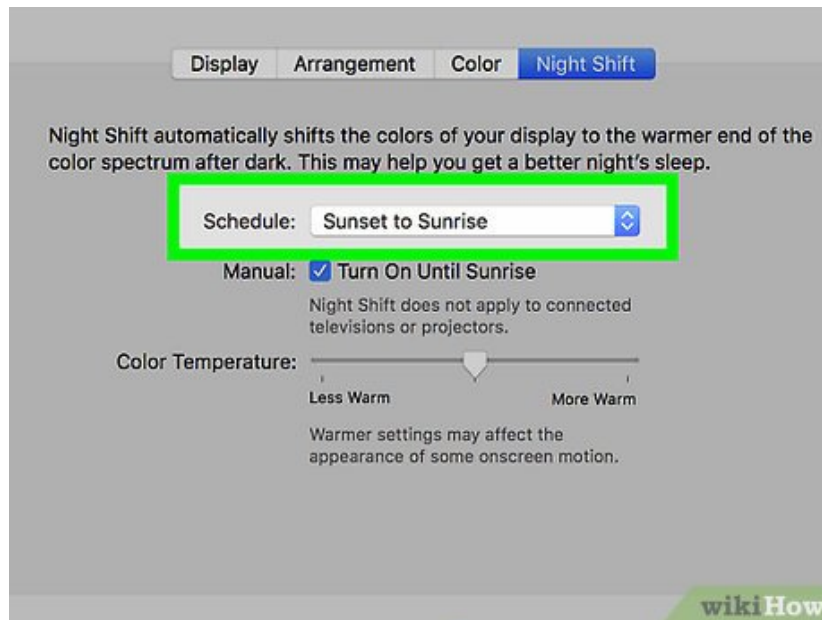 Display Arrangement Color Night Shift
Night Shift automatically shifts the colors of your display to the warmer end of the
color spectrum after dark. This may help you get a better night's sleep.
Schedule: Sunset to Sunrise
Manual: Turn On Until Sunrise
Night Shift does not apply to connected
televisions or projectors.
Color Temperature:
Less Warm More Warm
Warmer settings may affect the
appearance of some onscreen motion.
wikiHow